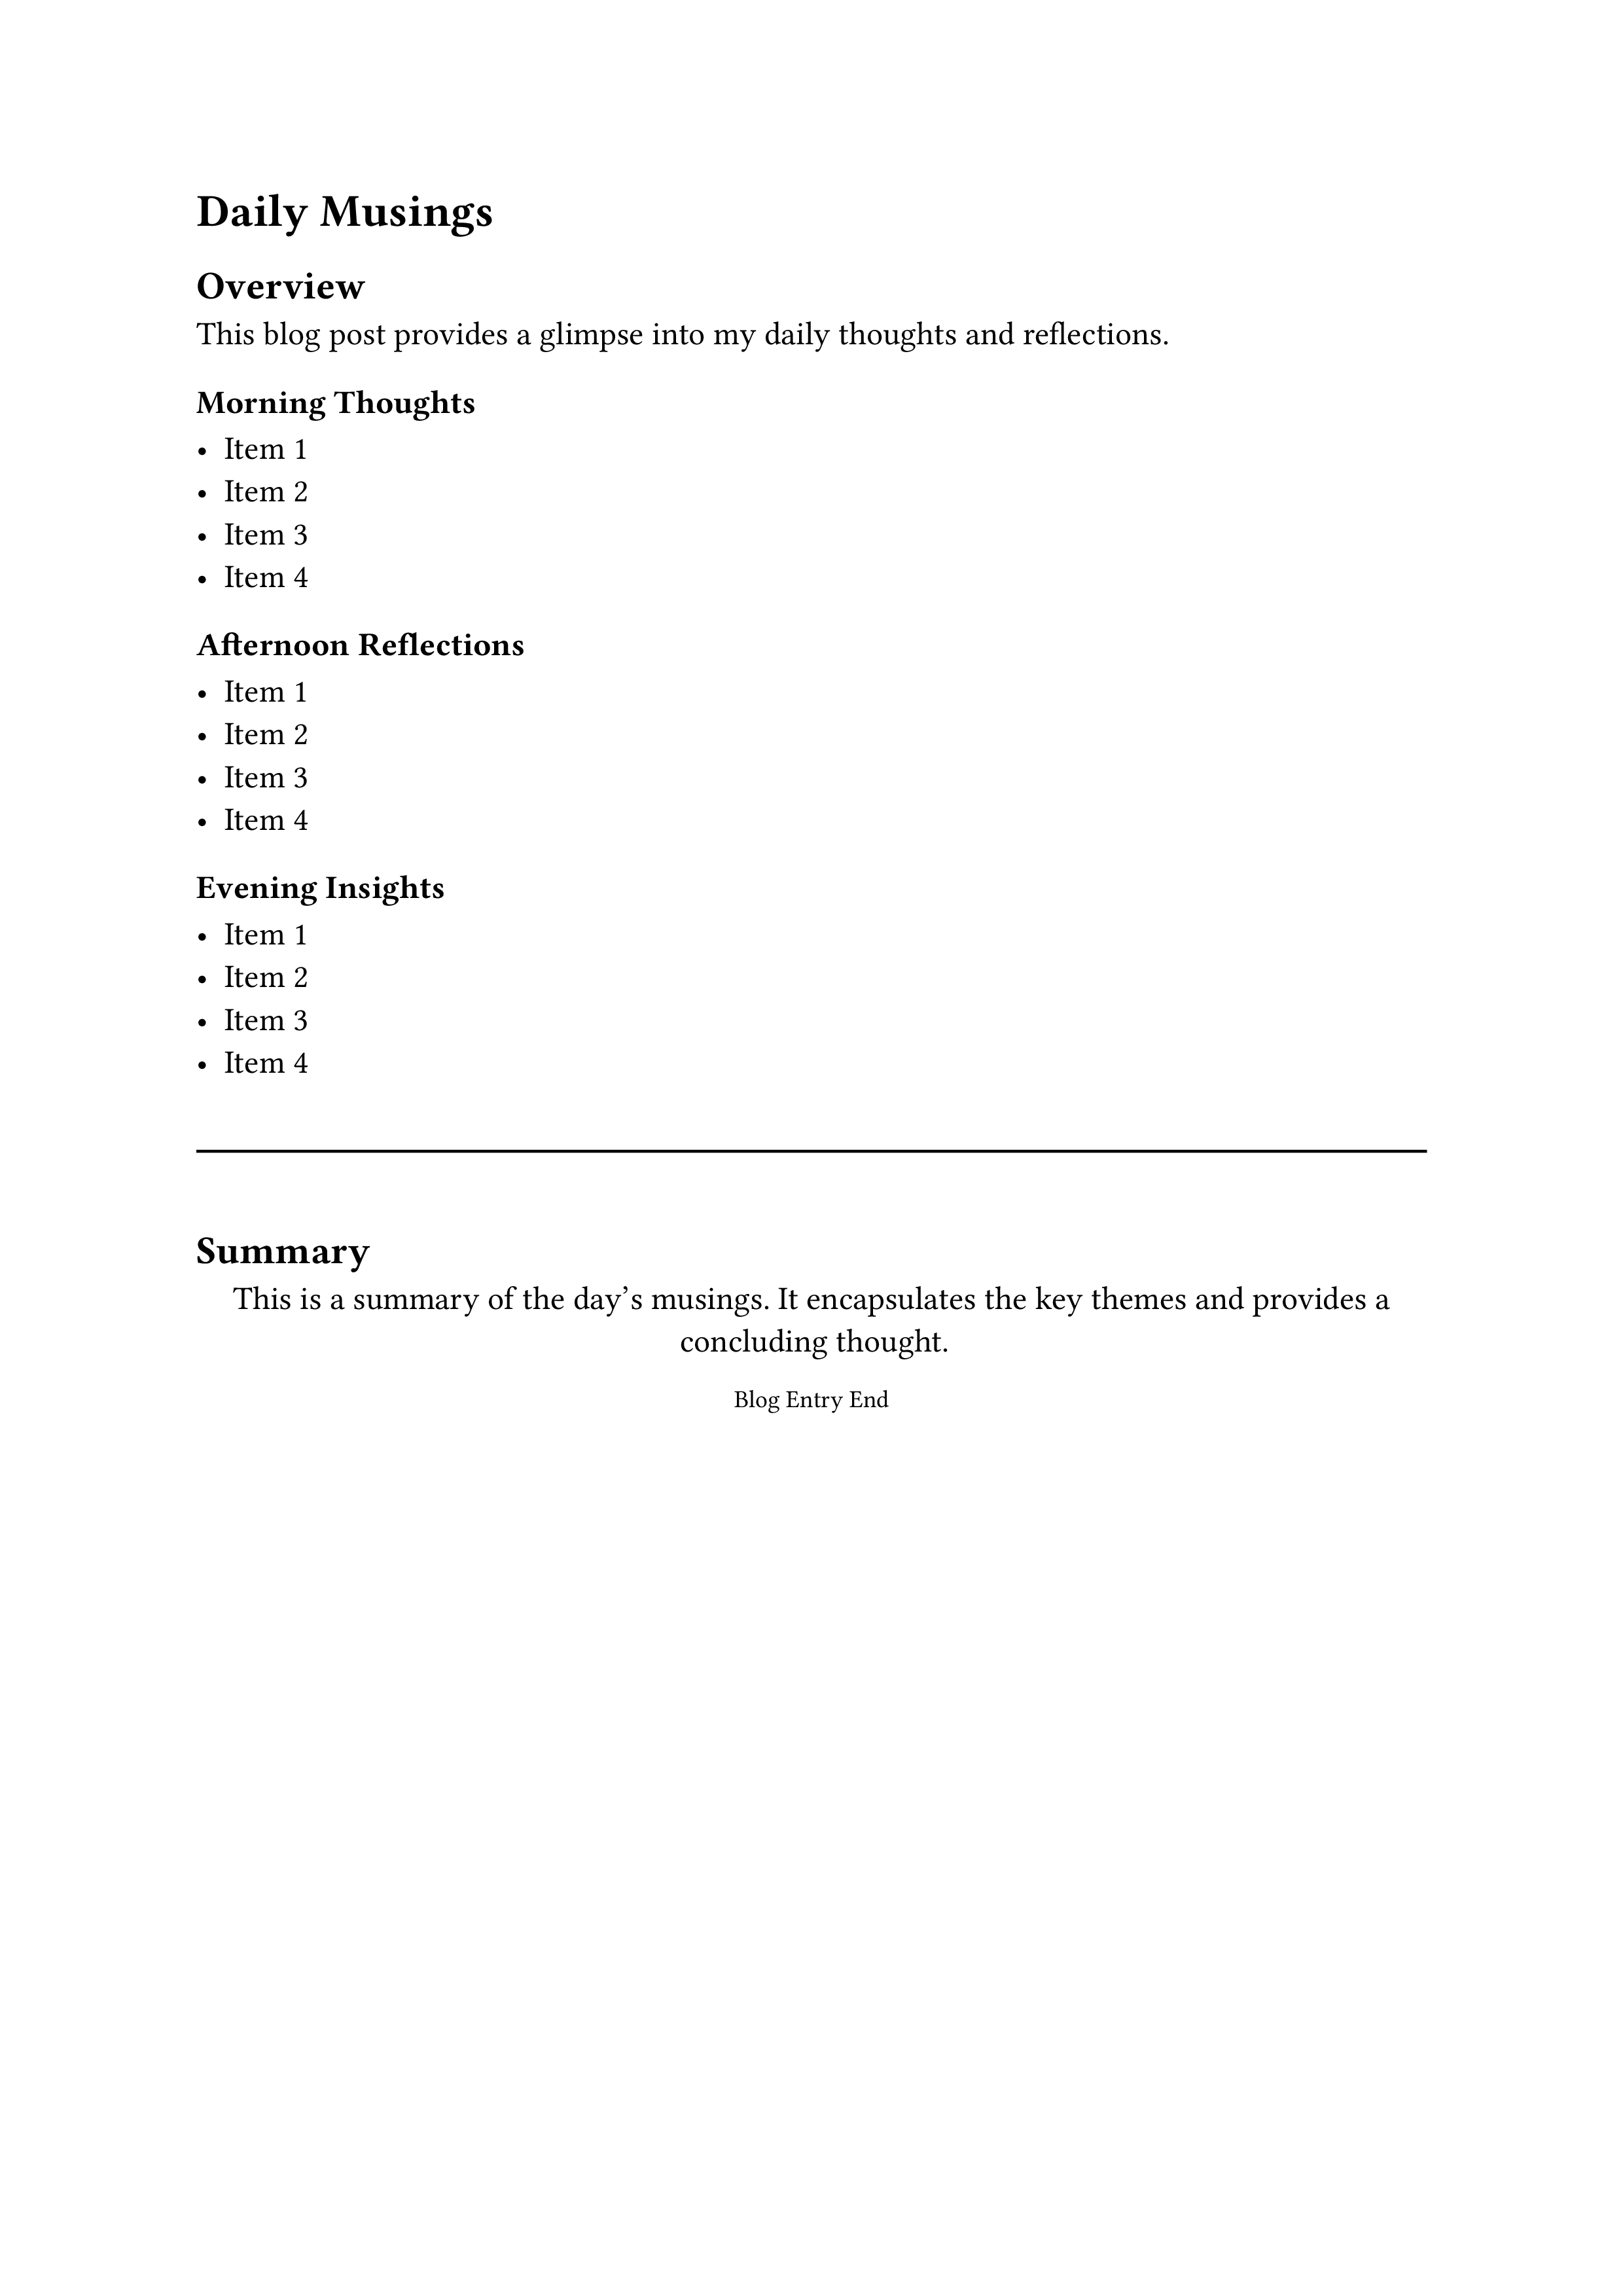 Daily Musings
Overview
This blog post provides a glimpse into my daily thoughts and reflections.
Morning Thoughts
• Item 1
• Item 2
• Item 3
• Item 4
Afternoon Reflections
• Item 1
• Item 2
• Item 3
• Item 4
Evening Insights
• Item 1
• Item 2
• Item 3
• Item 4
Summary
This is a summary of the day’s musings. It encapsulates the key themes and provides a
concluding thought.
Blog Entry End